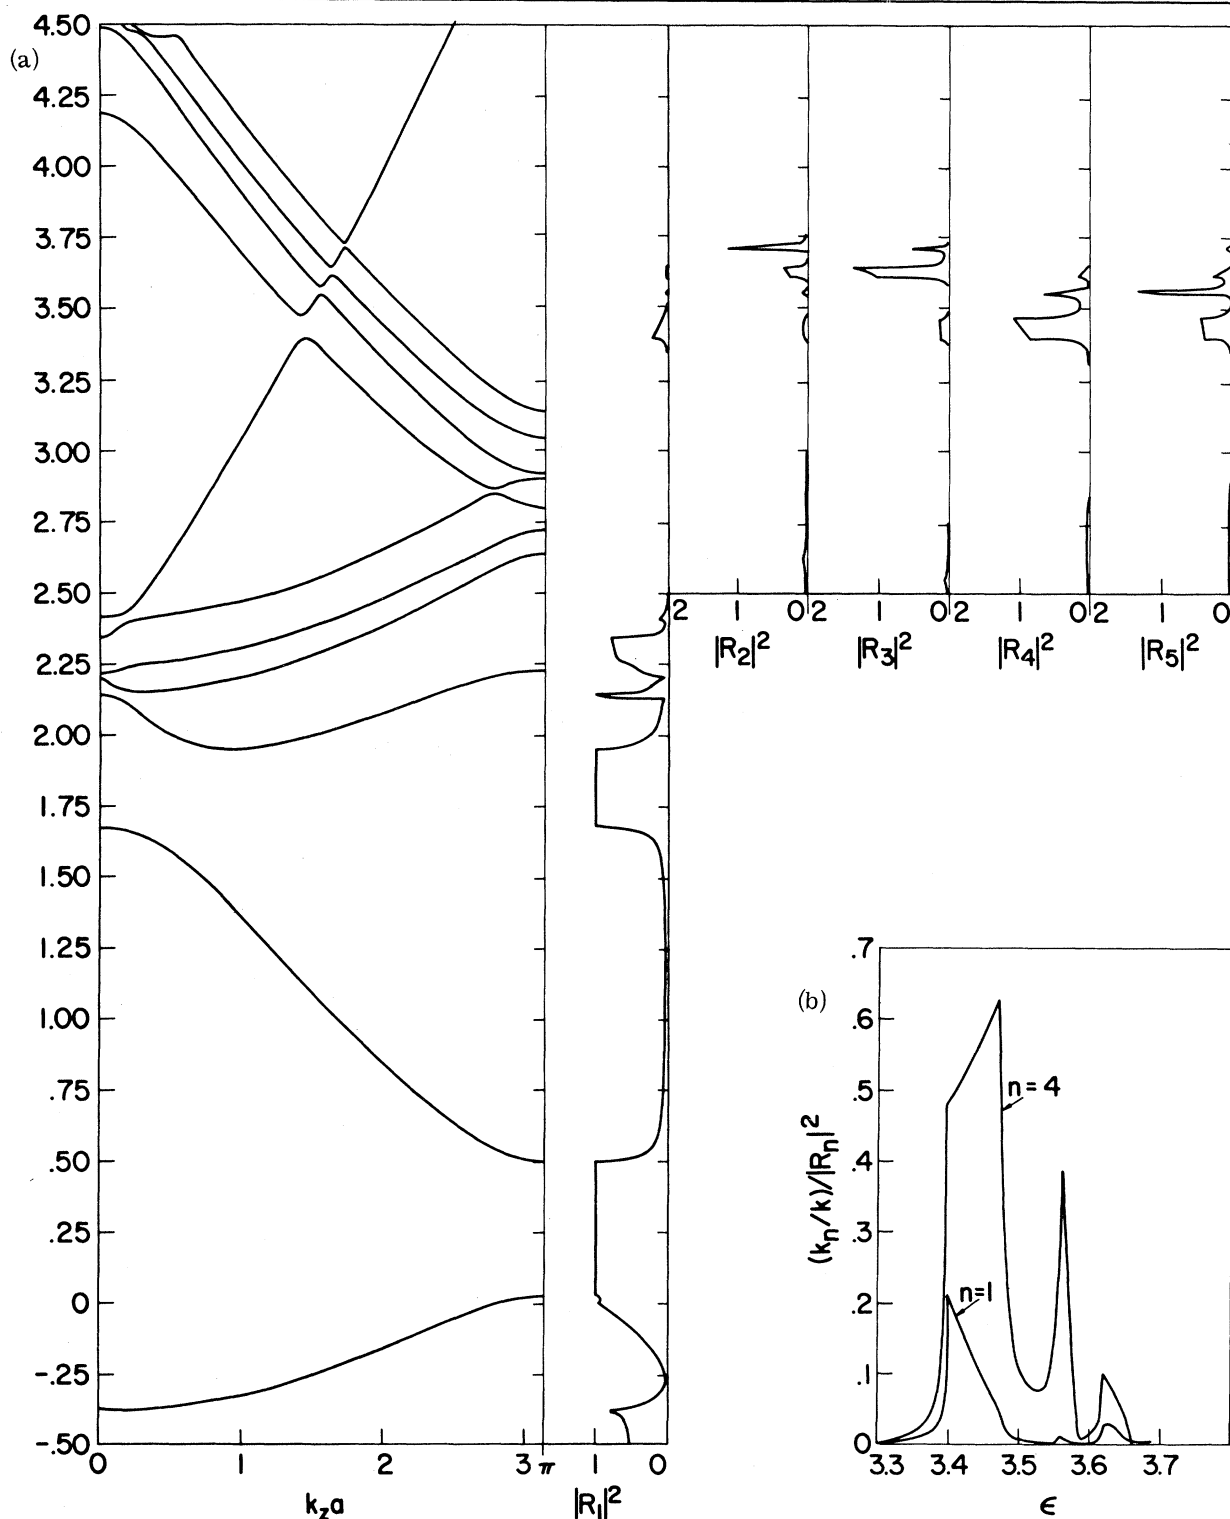 (a)
4.50
4.25
4.00
3.75
3.50
3.25
3.00
2.75
2.50
2.25
2.00
1.75
1.50
1.25
1.00
.75
.50
.25
0
-.25
-.50
0 1 2 3 π
k_z a
1 0
|R_1|^2
2 1 0
|R_2|^2
2 1 0
|R_3|^2
2 1 0
|R_4|^2
2 1 0
|R_5|^2
(b)
.7
.6
.5
.4
.3
.2
.1
0
(k_n/k)/|R_n|^2
n=4
n=1
3.3 3.4 3.5 3.6 3.7
ϵ